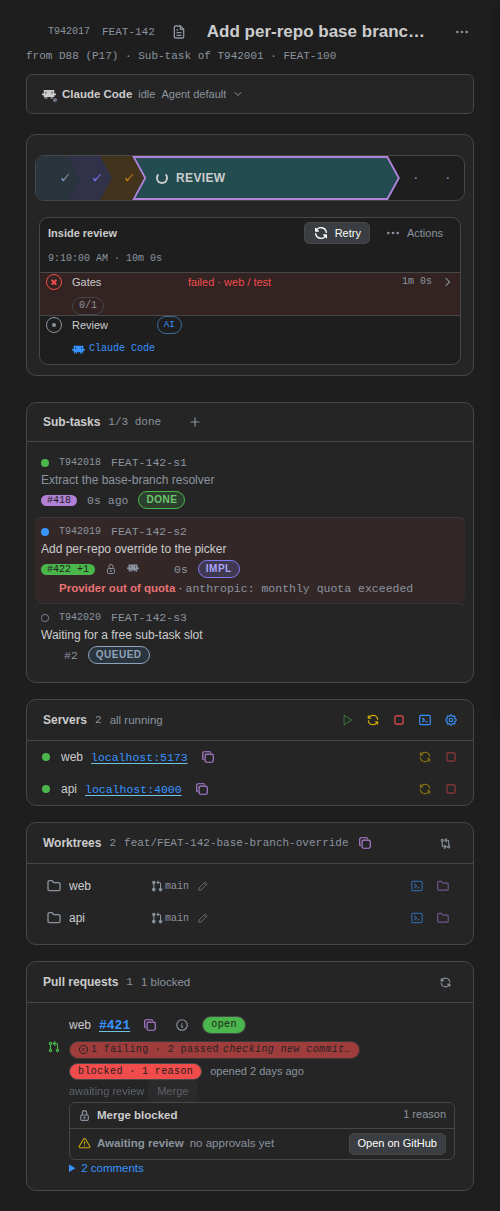 T942017 FEAT-142 Add per-repo base branc…
from D88 (P17) · Sub-task of T942001 · FEAT-100
Claude Code idle Agent default
REVIEW
Inside review Retry Actions
9:10:00 AM · 10m 0s
Gates failed · web / test 1m 0s
0/1
Review AI
Claude Code
Sub-tasks 1/3 done
T942018 FEAT-142-s1
Extract the base-branch resolver
#418 0s ago DONE
T942019 FEAT-142-s2
Add per-repo override to the picker
#422 +1 0s IMPL
Provider out of quota · anthropic: monthly quota exceeded
T942020 FEAT-142-s3
Waiting for a free sub-task slot
#2 QUEUED
Servers 2 all running
web localhost:5173
api localhost:4000
Worktrees 2 feat/FEAT-142-base-branch-override
web main
api main
Pull requests 1 1 blocked
web #421 open
1 failing · 2 passed checking new commit…
blocked · 1 reason opened 2 days ago
awaiting review Merge
Merge blocked 1 reason
Awaiting review no approvals yet Open on GitHub
2 comments